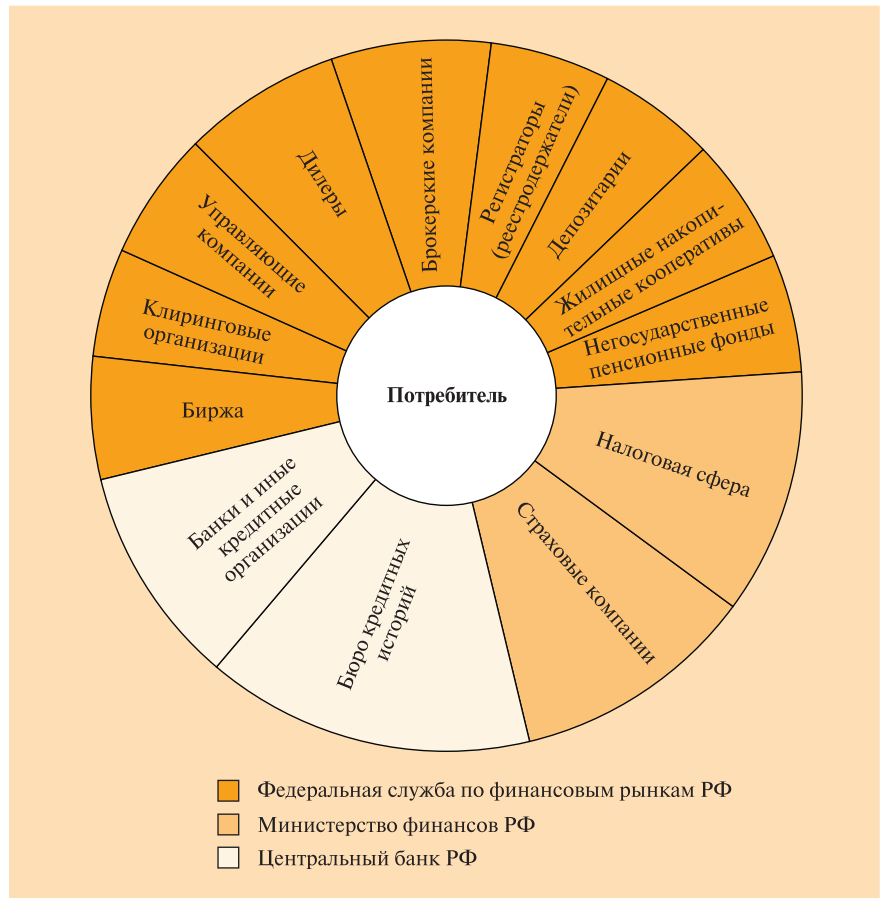 Брокерские компании
Регистраторы
(реестродержатели)
Депозитарии
Жилищные накопи-
тельные кооперативы
Негосударственные
пенсионные фонды
Налоговая сфера
Страховые компании
Бюро кредитных
историй
Банки и иные
кредитные
организации
Биржа
Клиринговые
организации
Управляющие
компании
Дилеры
Потребитель
Федеральная служба по финансовым рынкам РФ
Министерство финансов РФ
Центральный банк РФ